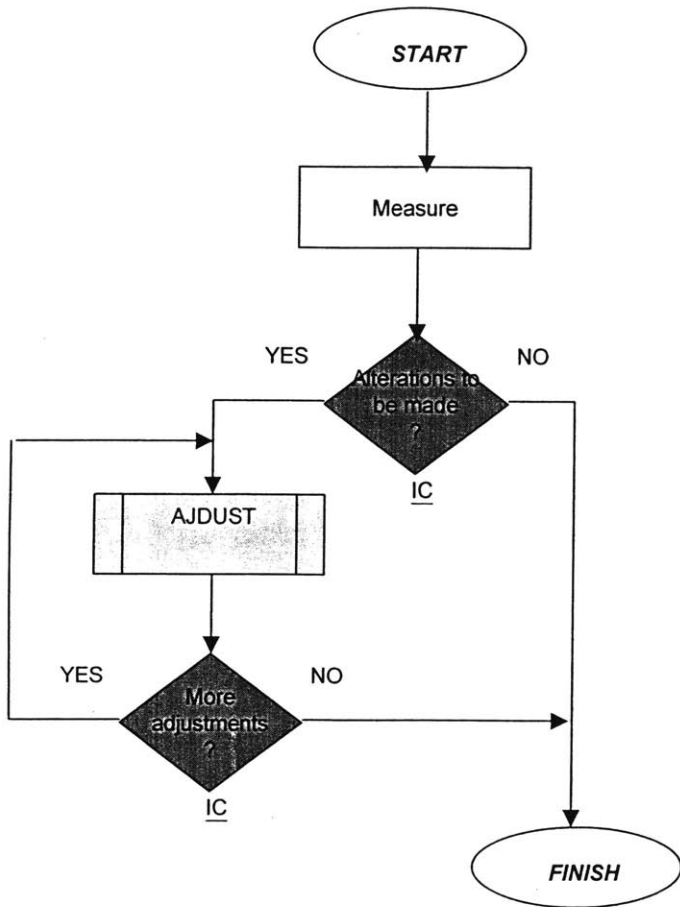 START
Measure
YES
NO
Alterations to
be made
?
IC
AJDUST
YES
NO
More
adjustments
?
IC
FINISH